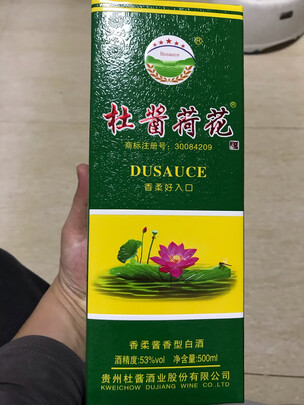 Dusauce
®
杜酱荷花®
商标注册号：30084209
DUSAUCE
香柔好入口
香柔酱香型白酒
酒精度：53%vol 净含量：500ml
贵州杜酱酒业股份有限公司
KWEICHOW DUJIANG WINE CO.,LTD